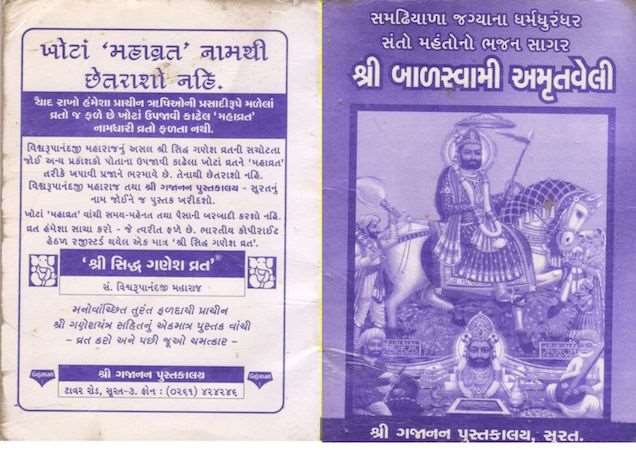 ખોટાં ‘મહાવ્રત’ નામથી
છેતરાશો નહિ.
યાદ રાખો હંમેશા પ્રાચીન ઋષિઓની પ્રસાદીરૂપે મળેલાં
વ્રતો જ ફળે છે ખોટાં ઉપજાવી કાઢેલ ‘મહાવ્રત’
નામધારી વ્રતો ફળતા નથી.
વિશ્વરૂપાનંદજી મહારાજનું અસલ શ્રી સિદ્ધ ગણેશ વ્રતની સચોટતા
જોઈ અન્ય પ્રકાશકો પોતાના ઉપજાવી કાઢેલા ખોટાં વ્રતને ‘મહાવ્રત’
તરીકે ખપાવી પ્રજાને ભરમાવે છે. તેનાથી છેતરાશો નહિ.
વિશ્વરૂપાનંદજી મહારાજ તથા શ્રી ગજાનન પુસ્તકાલય - સુરતનું
નામ જોઈને જ પુસ્તક ખરીદશો.
ખોટાં ‘મહાવ્રત’ વાંચી સમય-મહેનત તથા પૈસાની બરબાદી કરશો નહિ.
વ્રત હંમેશા સાચા કરો - જે ત્વરીત ફળે છે. ભારતીય કોપીરાઈટ
હેઠળ રજીસ્ટર્ડ થયેલ એક માત્ર ‘શ્રી સિદ્ધ ગણેશ વ્રત’.
‘શ્રી સિદ્ધ ગણેશ વ્રત’
સં. વિશ્વરૂપાનંદજી મહારાજ
મનોવાંચ્છિત તુરંત ફળદાયી પ્રાચીન
શ્રી ગણેશયંત્ર સહિતનું એકમાત્ર પુસ્તક વાંચી
- વ્રત કરો અને પછી જૂઓ ચમત્કાર -
Gajanan
શ્રી ગજાનન પુસ્તકાલય
ટાવર રોડ, સુરત-૩. ફોન : (૦૨૬૧) ૪૨૪૨૪૬
Gajanan
સમઢિયાળા જગ્યાના ધર્મધુરંધર
સંતો મહંતોનો ભજન સાગર
શ્રી બાળસ્વામી અમૃતવેલી
શ્રી ગજાનન પુસ્તકાલય, સુરત.